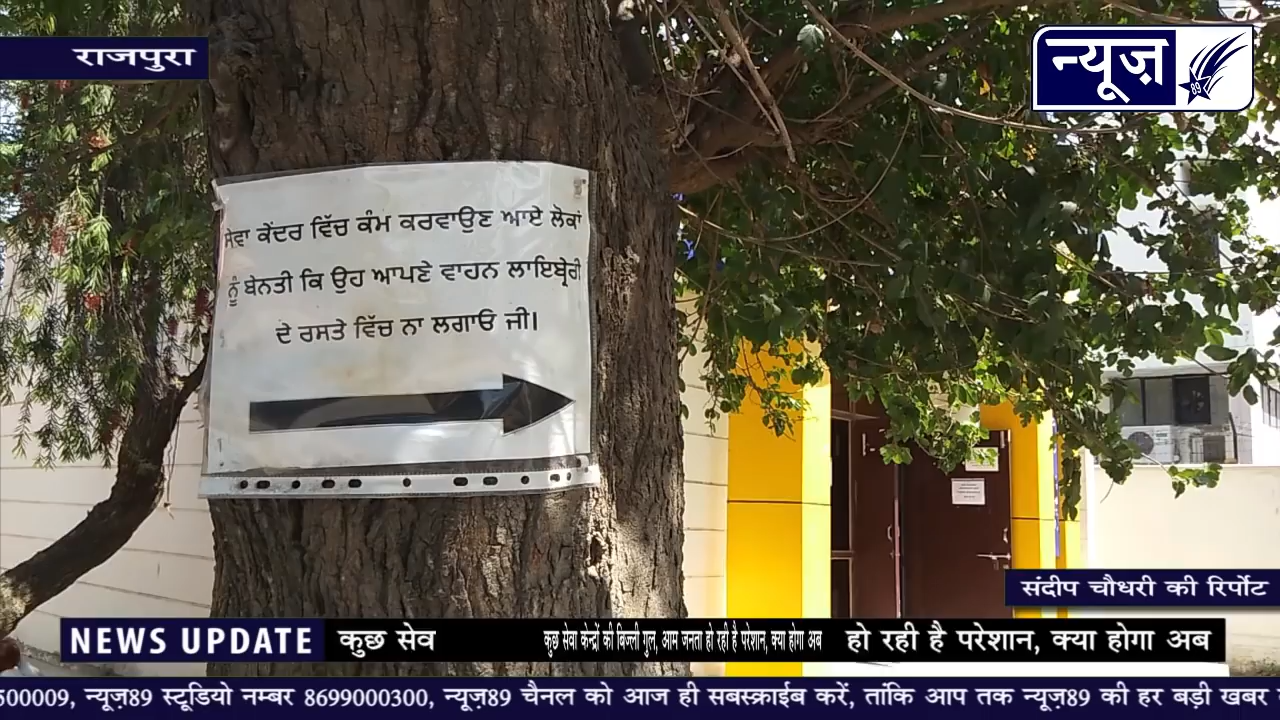 राजपुरा
न्यूज़
89
ਸੇਵਾ ਕੇਂਦਰ ਵਿੱਚ ਕੰਮ ਕਰਵਾਉਣ ਆਏ ਲੋਕਾਂ
ਨੂੰ ਬੇਨਤੀ ਕਿ ਉਹ ਆਪਣੇ ਵਾਹਨ ਲਾਇਬ੍ਰੇਰੀ
ਦੇ ਰਸਤੇ ਵਿੱਚ ਨਾ ਲਗਾਓ ਜੀ।
संदीप चौधरी की रिर्पोट
NEWS UPDATE कुछ सेव कुछ सेवा केन्द्रों की बिज्ली गुल, आम जनता हो रही है परेशान, क्या होगा अब हो रही है परेशान, क्या होगा अब
500009, न्यूज़89 स्टूडियो नम्बर 8699000300, न्यूज़89 चैनल को आज ही सबस्क्राईब करें, तांकि आप तक न्यूज़89 की हर बड़ी खबर